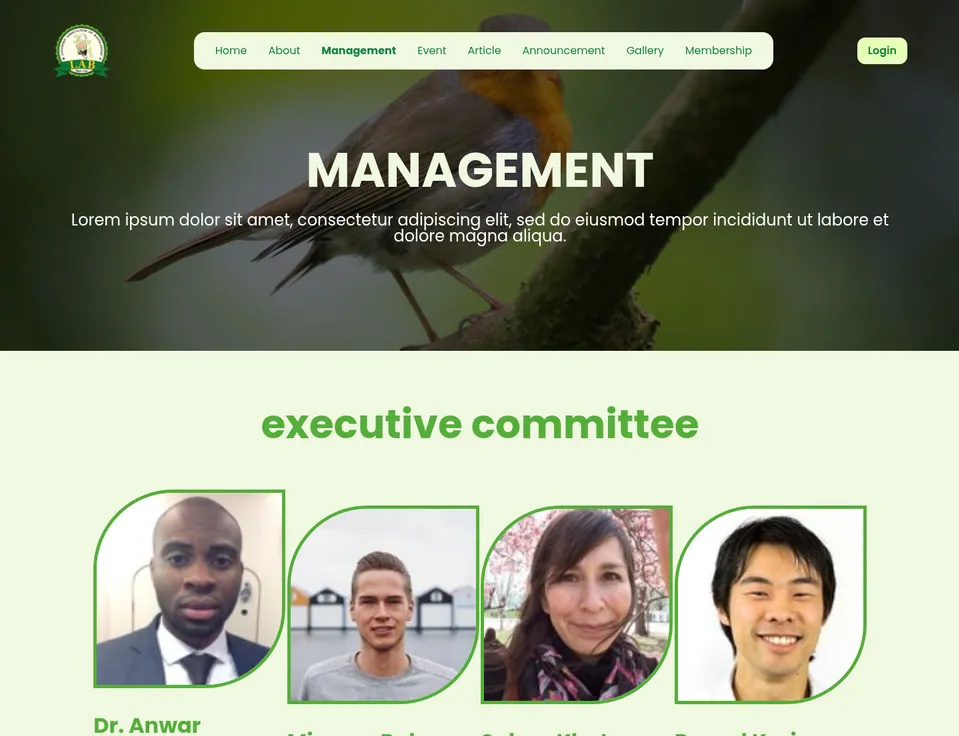 LAB
Home About Management Event Article Announcement Gallery Membership
Login
MANAGEMENT
Lorem ipsum dolor sit amet, consectetur adipiscing elit, sed do eiusmod tempor incididunt ut labore et
dolore magna aliqua.
executive committee
Dr. Anwar